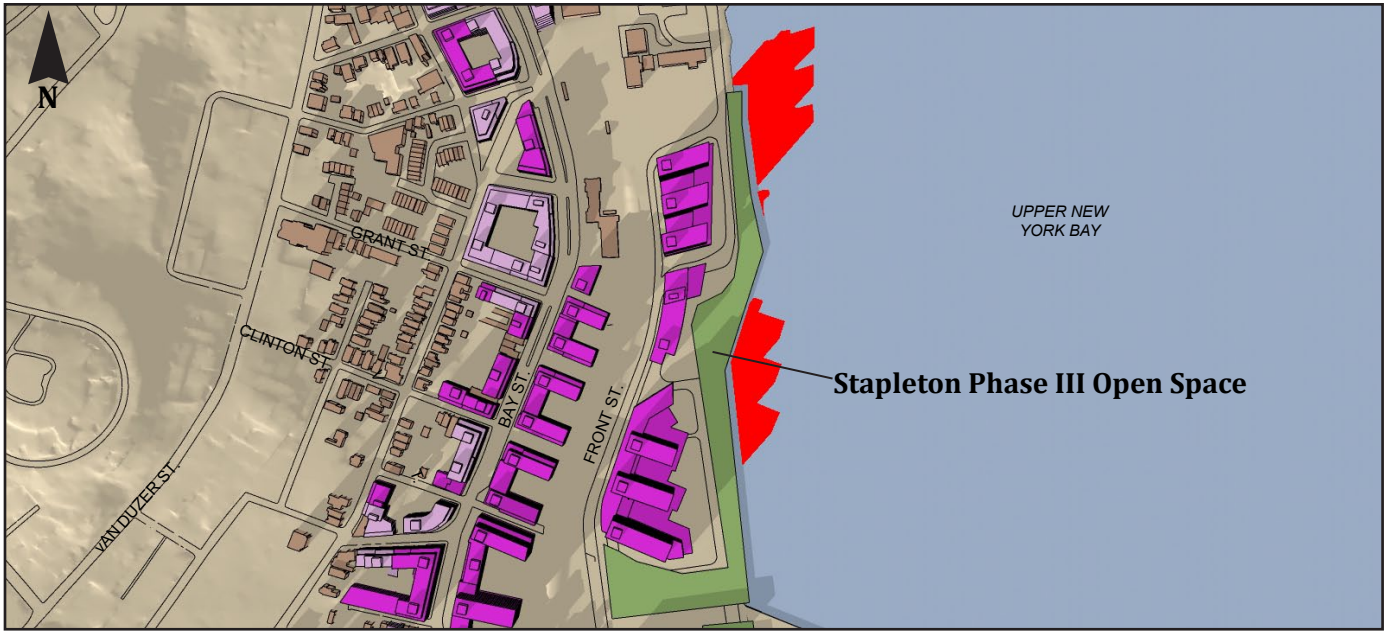 N
UPPER NEW
YORK BAY
GRANT ST.
CLINTON ST.
Stapleton Phase III Open Space
BAY ST.
FRONT ST.
VAN DUZER ST.